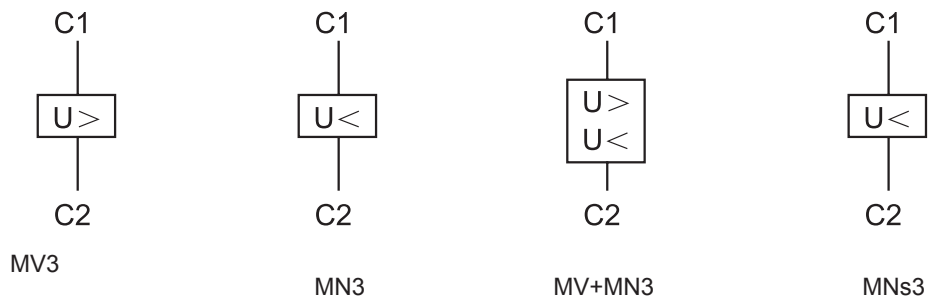 C1 C1 C1 C1
U> U< U> U<
U<
C2 C2 C2 C2
MV3
MN3 MV+MN3 MNs3